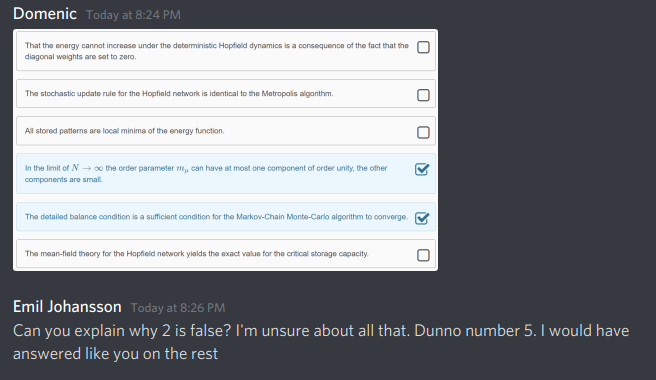 Domenic Today at 8:24 PM
That the energy cannot increase under the deterministic Hopfield dynamics is a consequence of the fact that the
diagonal weights are set to zero.
The stochastic update rule for the Hopfield network is identical to the Metropolis algorithm.
All stored patterns are local minima of the energy function.
In the limit of N → ∞ the order parameter mμ can have at most one component of order unity, the other
components are small.
The detailed balance condition is a sufficient condition for the Markov-Chain Monte-Carlo algorithm to converge.
The mean-field theory for the Hopfield network yields the exact value for the critical storage capacity.
Emil Johansson Today at 8:26 PM
Can you explain why 2 is false? I'm unsure about all that. Dunno number 5. I would have
answered like you on the rest